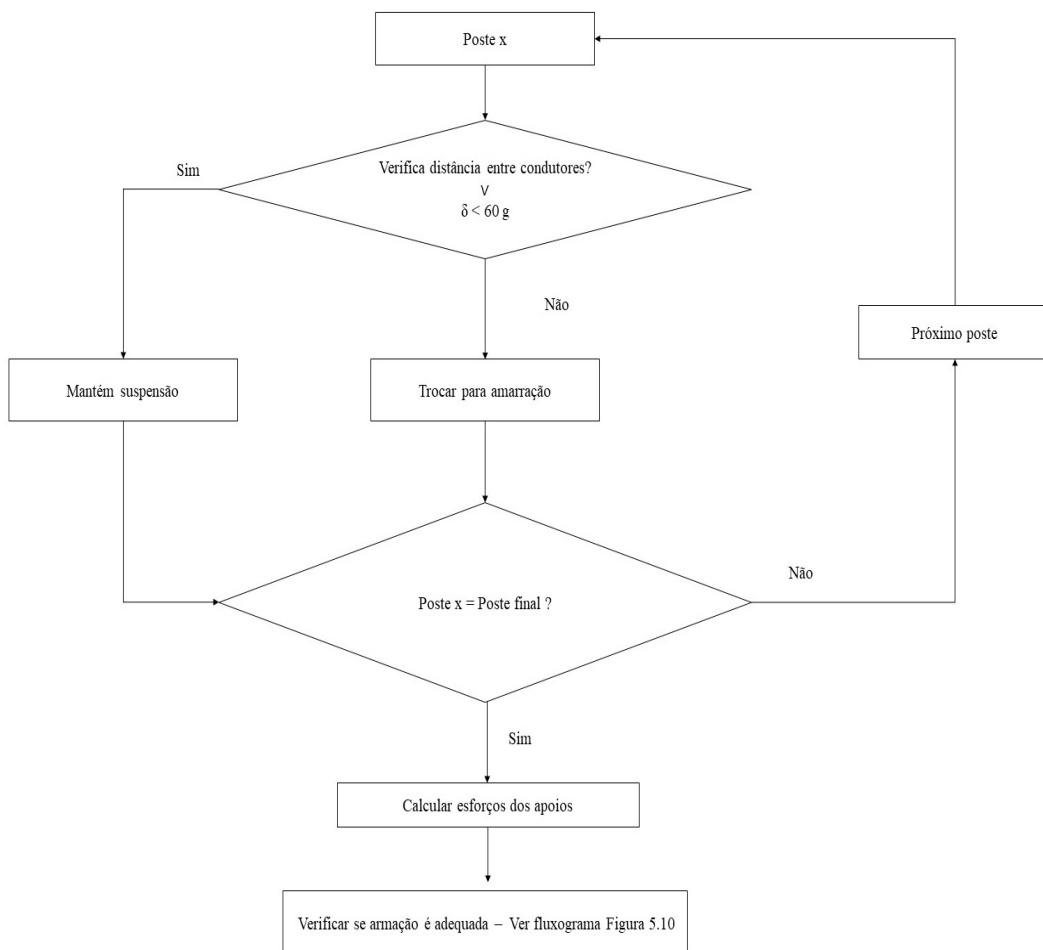 Poste x
Sim
Verifica distância entre condutores?
V
δ < 60 g
Não
Próximo poste
Mantém suspensão
Trocar para amarração
Não
Poste x = Poste final ?
Sim
Calcular esforços dos apoios
Verificar se armação é adequada – Ver fluxograma Figura 5.10